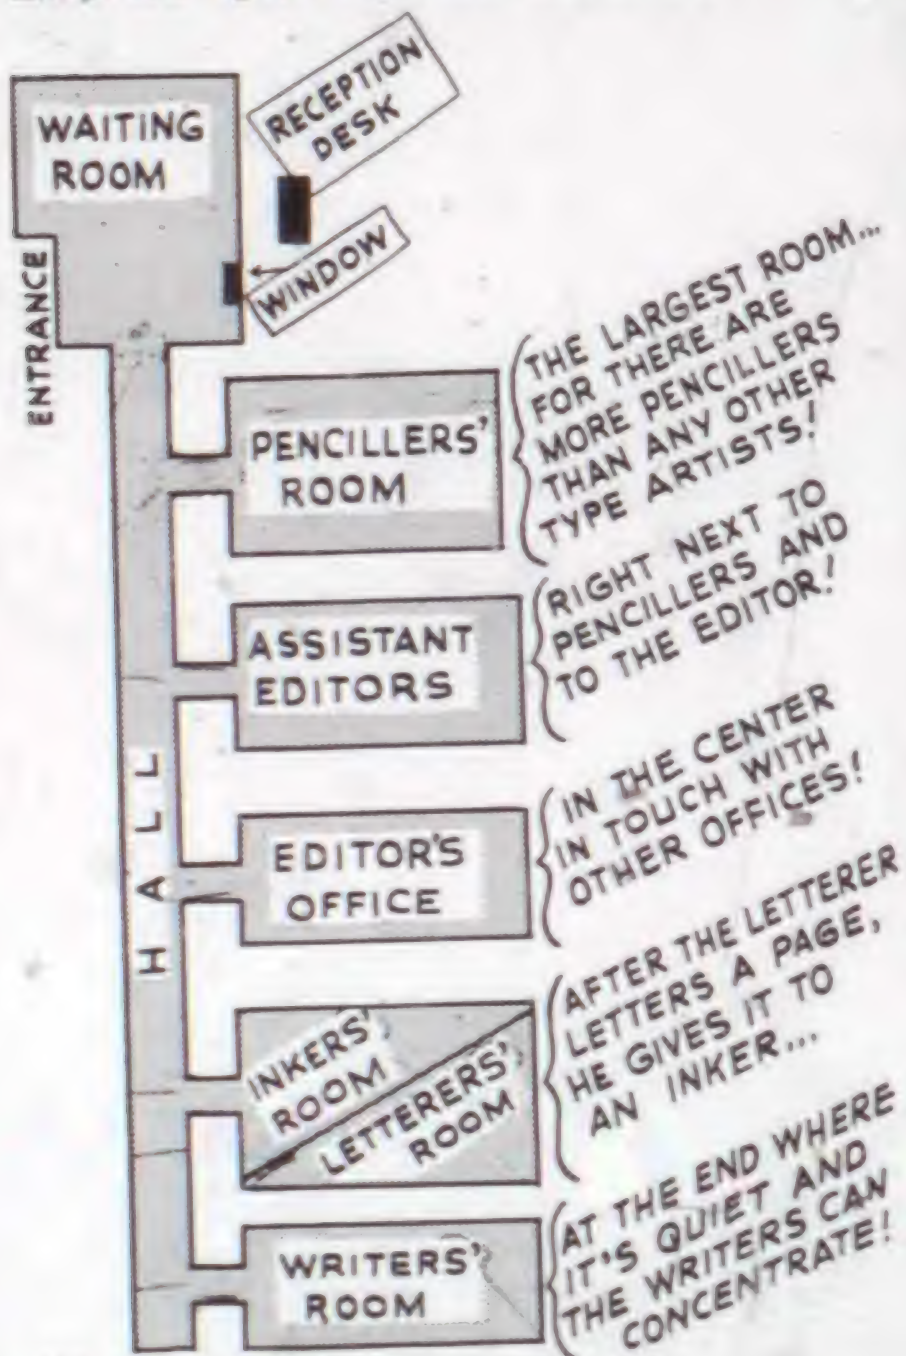 WAITING
ROOM
RECEPTION
DESK
WINDOW
ENTRANCE
PENCILLERS'
ROOM
THE LARGEST ROOM...
FOR THERE ARE
MORE PENCILLERS
THAN ANY OTHER
TYPE ARTISTS!
ASSISTANT
EDITORS
RIGHT NEXT TO
PENCILLERS AND
TO THE EDITOR!
HALL
EDITOR'S
OFFICE
IN THE CENTER
IN TOUCH WITH
OTHER OFFICES!
INKERS'
ROOM
LETTERERS'
ROOM
AFTER THE LETTERER
LETTERS A PAGE,
HE GIVES IT TO
AN INKER...
WRITERS'
ROOM
AT THE END WHERE
IT'S QUIET AND
THE WRITERS CAN
CONCENTRATE!